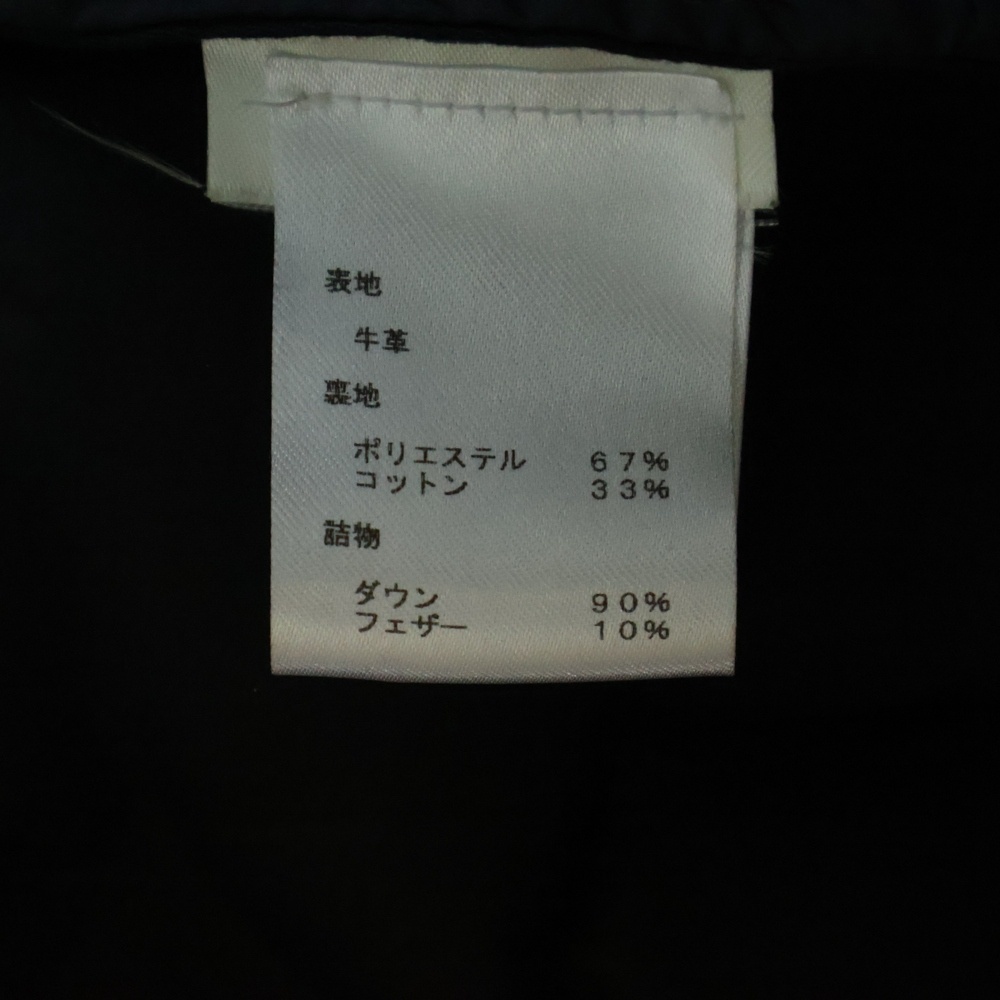 表地
牛革
裏地
ポリエステル 67%
コットン 33%
詰物
ダウン 90%
フェザー 10%